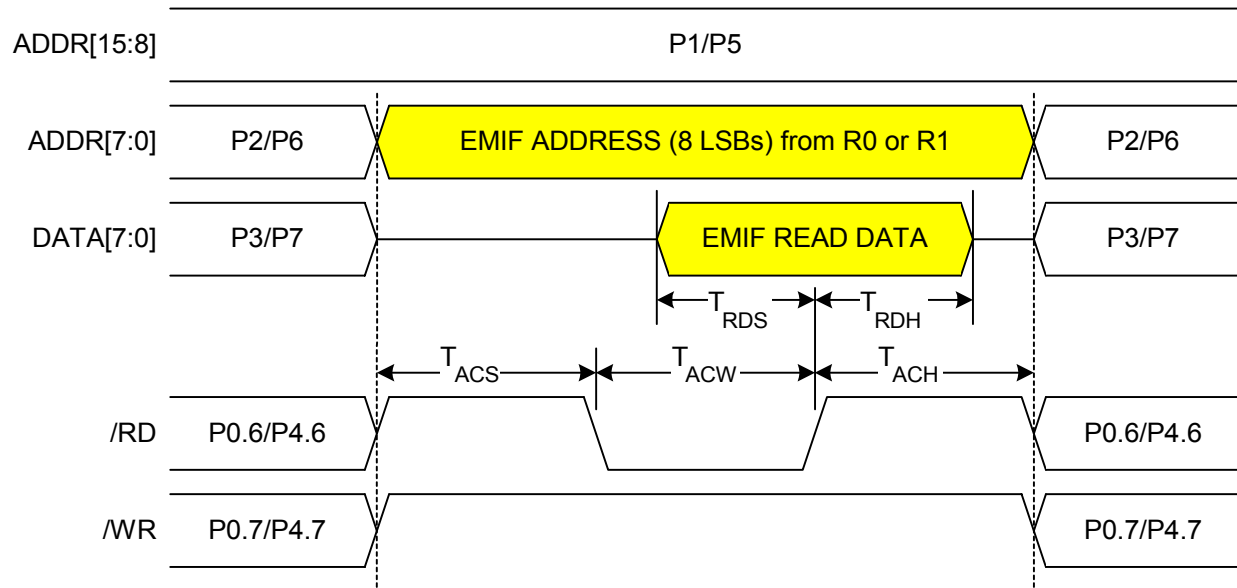 ADDR[15:8] P1/P5
ADDR[7:0] P2/P6 EMIF ADDRESS (8 LSBs) from R0 or R1 P2/P6
DATA[7:0] P3/P7 EMIF READ DATA P3/P7
TRDS TRDH
TACS TACW TACH
/RD P0.6/P4.6 P0.6/P4.6
/WR P0.7/P4.7 P0.7/P4.7